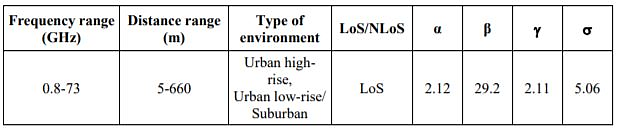 Frequency range (GHz)
Distance range (m)
Type of environment
LoS/NLoS
α
β
γ
σ
0.8-73
5-660
Urban high-
rise,
Urban low-rise/
Suburban
LoS
2.12
29.2
2.11
5.06